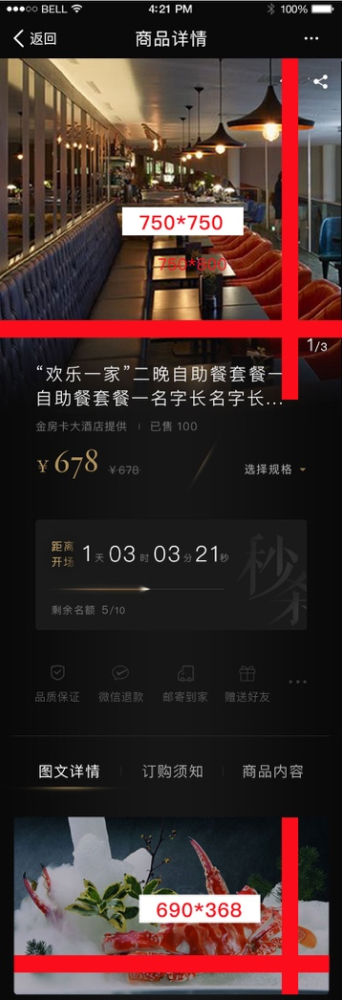 BELL 4:21 PM 100%
返回 商品详情 ...
750*750
750*800
1/3
“欢乐一家”二晚自助餐套餐一
自助餐套餐一名字长名字长...
金房卡大酒店提供 已售 100
¥678 ¥678 选择规格
距离开场 1天03时03分21秒
秒杀
剩余名额 5/10
品质保证 微信退款 邮寄到家 赠送好友 ...
图文详情 订购须知 商品内容
690*368